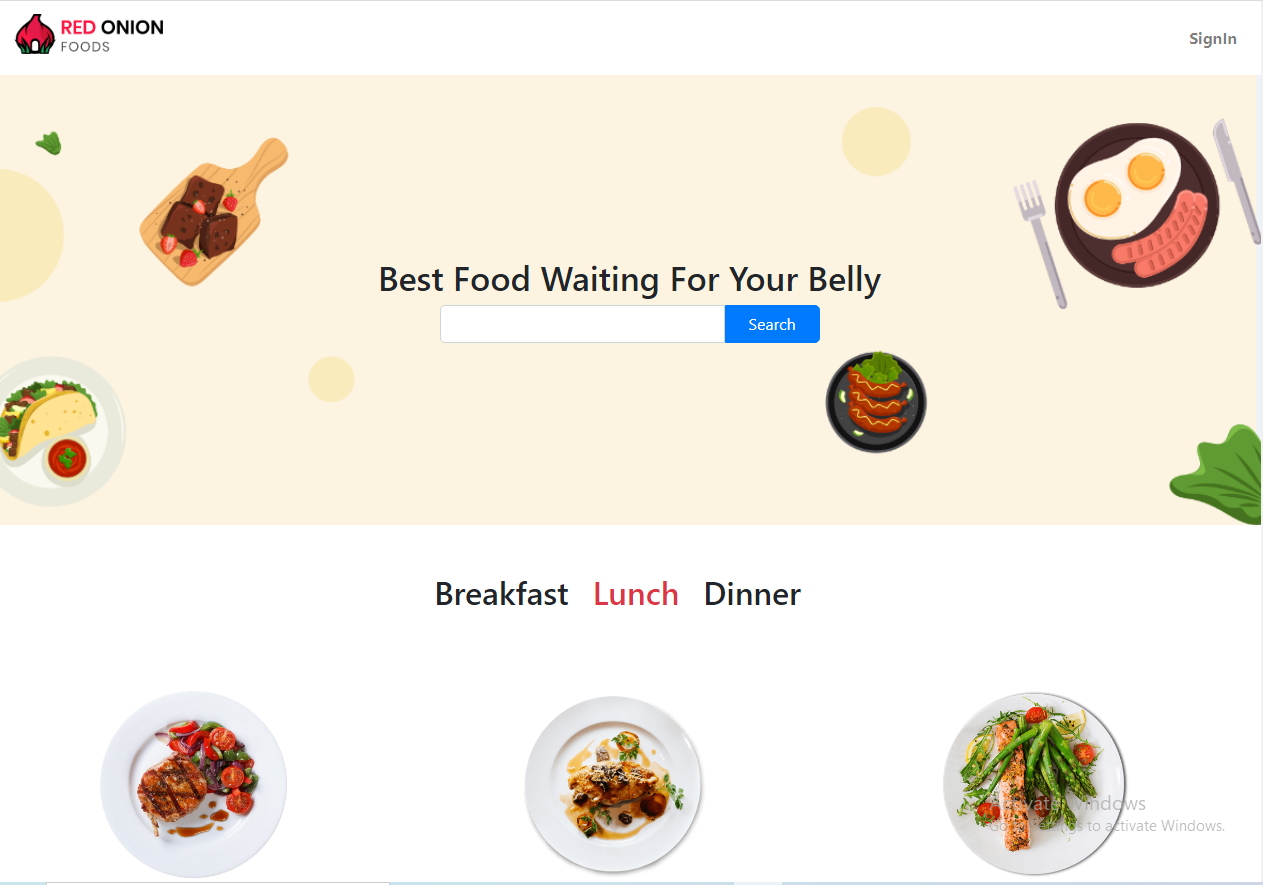 RED ONION
FOODS
SignIn
Best Food Waiting For Your Belly
Search
Breakfast Lunch Dinner
Activate Windows
Go to Settings to activate Windows.